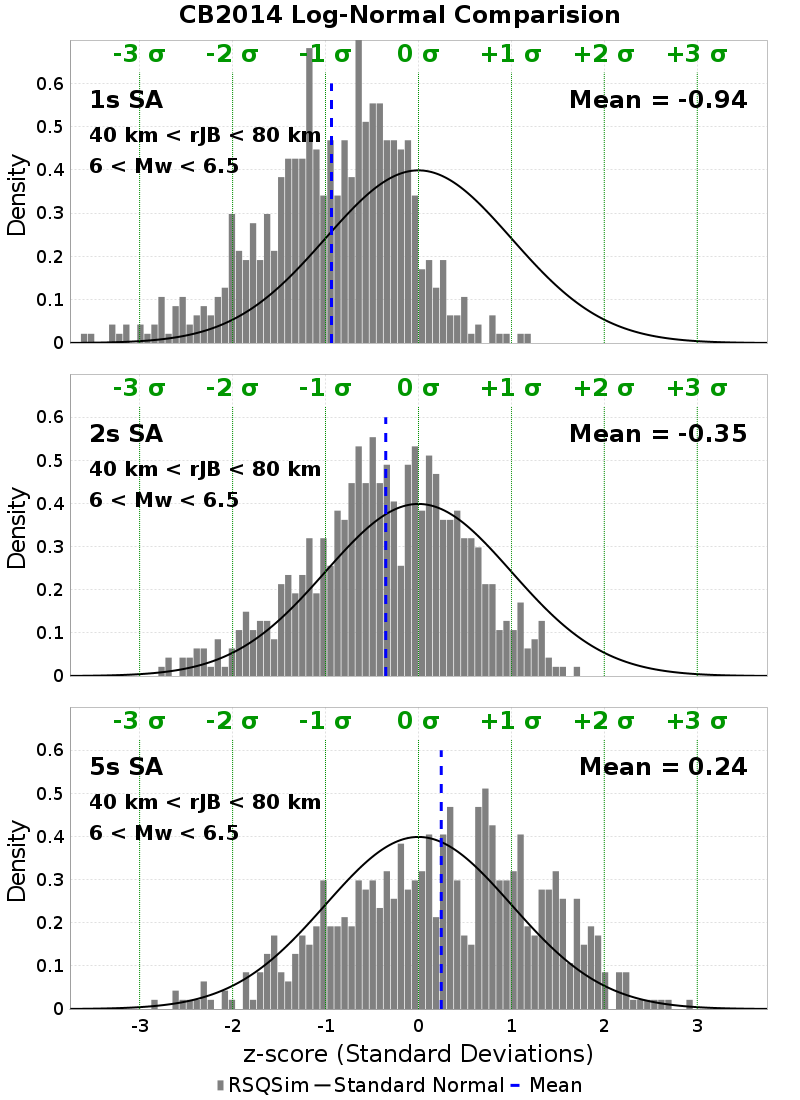 CB2014 Log-Normal Comparision
-3 σ -2 σ -1 σ 0 σ +1 σ +2 σ +3 σ
1s SA
Mean = -0.94
40 km < rJB < 80 km
6 < Mw < 6.5
0.6
0.5
0.4
0.3
0.2
0.1
0
Density
-3 σ -2 σ -1 σ 0 σ +1 σ +2 σ +3 σ
2s SA
Mean = -0.35
40 km < rJB < 80 km
6 < Mw < 6.5
0.6
0.5
0.4
0.3
0.2
0.1
0
Density
-3 σ -2 σ -1 σ 0 σ +1 σ +2 σ +3 σ
5s SA
Mean = 0.24
40 km < rJB < 80 km
6 < Mw < 6.5
0.6
0.5
0.4
0.3
0.2
0.1
0
Density
-3 -2 -1 0 1 2 3
z-score (Standard Deviations)
RSQSim Standard Normal Mean